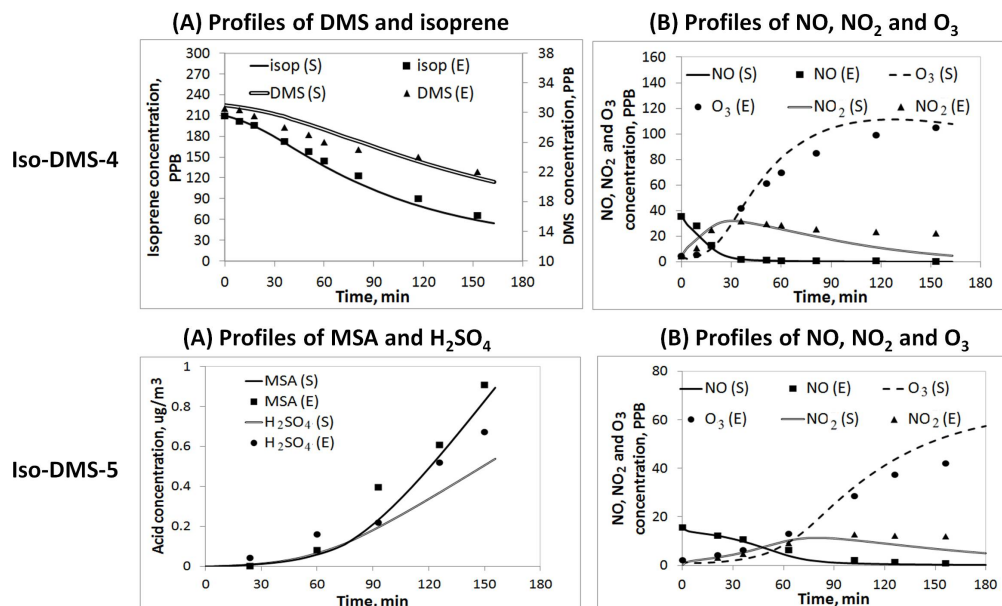 (A) Profiles of DMS and isoprene
(B) Profiles of NO, NO₂ and O₃
Iso-DMS-4
Isoprene concentration,
PPB
300
270
240
210
180
150
120
90
60
30
0
isop (S)
isop (E)
DMS (S)
DMS (E)
38
34
30
26
22
18
14
10
DMS concentration, PPB
0
30
60
90
120
150
180
Time, min
NO, NO₂ and O₃
concentration, PPB
160
140
120
100
80
60
40
20
0
NO (S)
NO (E)
O₃ (S)
O₃ (E)
NO₂ (S)
NO₂ (E)
0
30
60
90
120
150
180
Time, min
(A) Profiles of MSA and H₂SO₄
(B) Profiles of NO, NO₂ and O₃
Iso-DMS-5
Acid concentration, ug/m³
1
0.8
0.6
0.4
0.2
0
MSA (S)
MSA (E)
H₂SO₄ (S)
H₂SO₄ (E)
0
30
60
90
120
150
180
Time, min
NO, NO₂ and O₃
concentration, PPB
80
60
40
20
0
NO (S)
NO (E)
O₃ (S)
O₃ (E)
NO₂ (S)
NO₂ (E)
0
30
60
90
120
150
180
Time, min